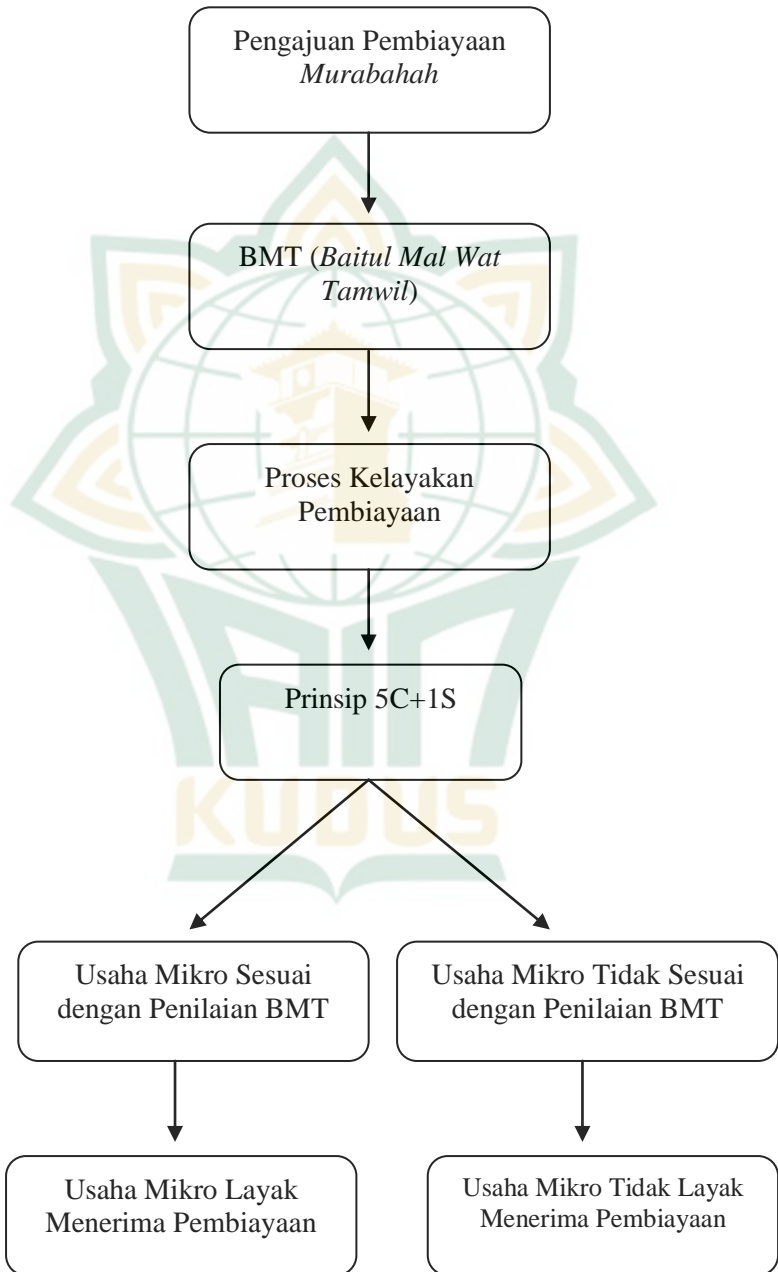 Pengajuan Pembiayaan
Murabahah
BMT (Baitul Mal Wat
Tamwil)
Proses Kelayakan
Pembiayaan
Prinsip 5C+1S
IAIN
KUDUS
Usaha Mikro Sesuai
dengan Penilaian BMT
Usaha Mikro Tidak Sesuai
dengan Penilaian BMT
Usaha Mikro Layak
Menerima Pembiayaan
Usaha Mikro Tidak Layak
Menerima Pembiayaan